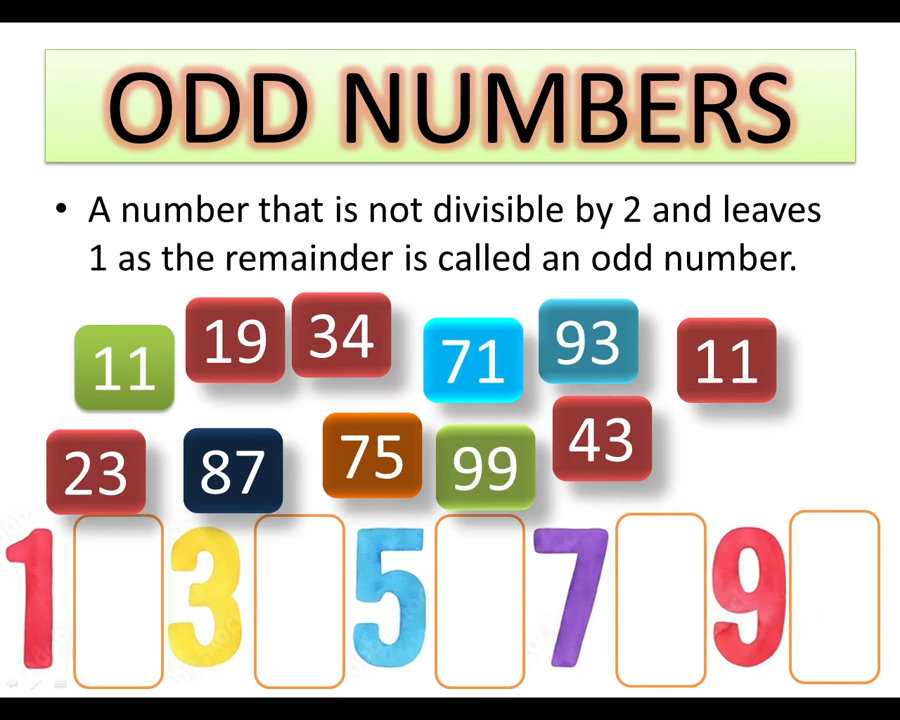 ODD NUMBERS
• A number that is not divisible by 2 and leaves
1 as the remainder is called an odd number.
11 19 34 71 93 11
23 87 75 99 43
1 3 5 7 9